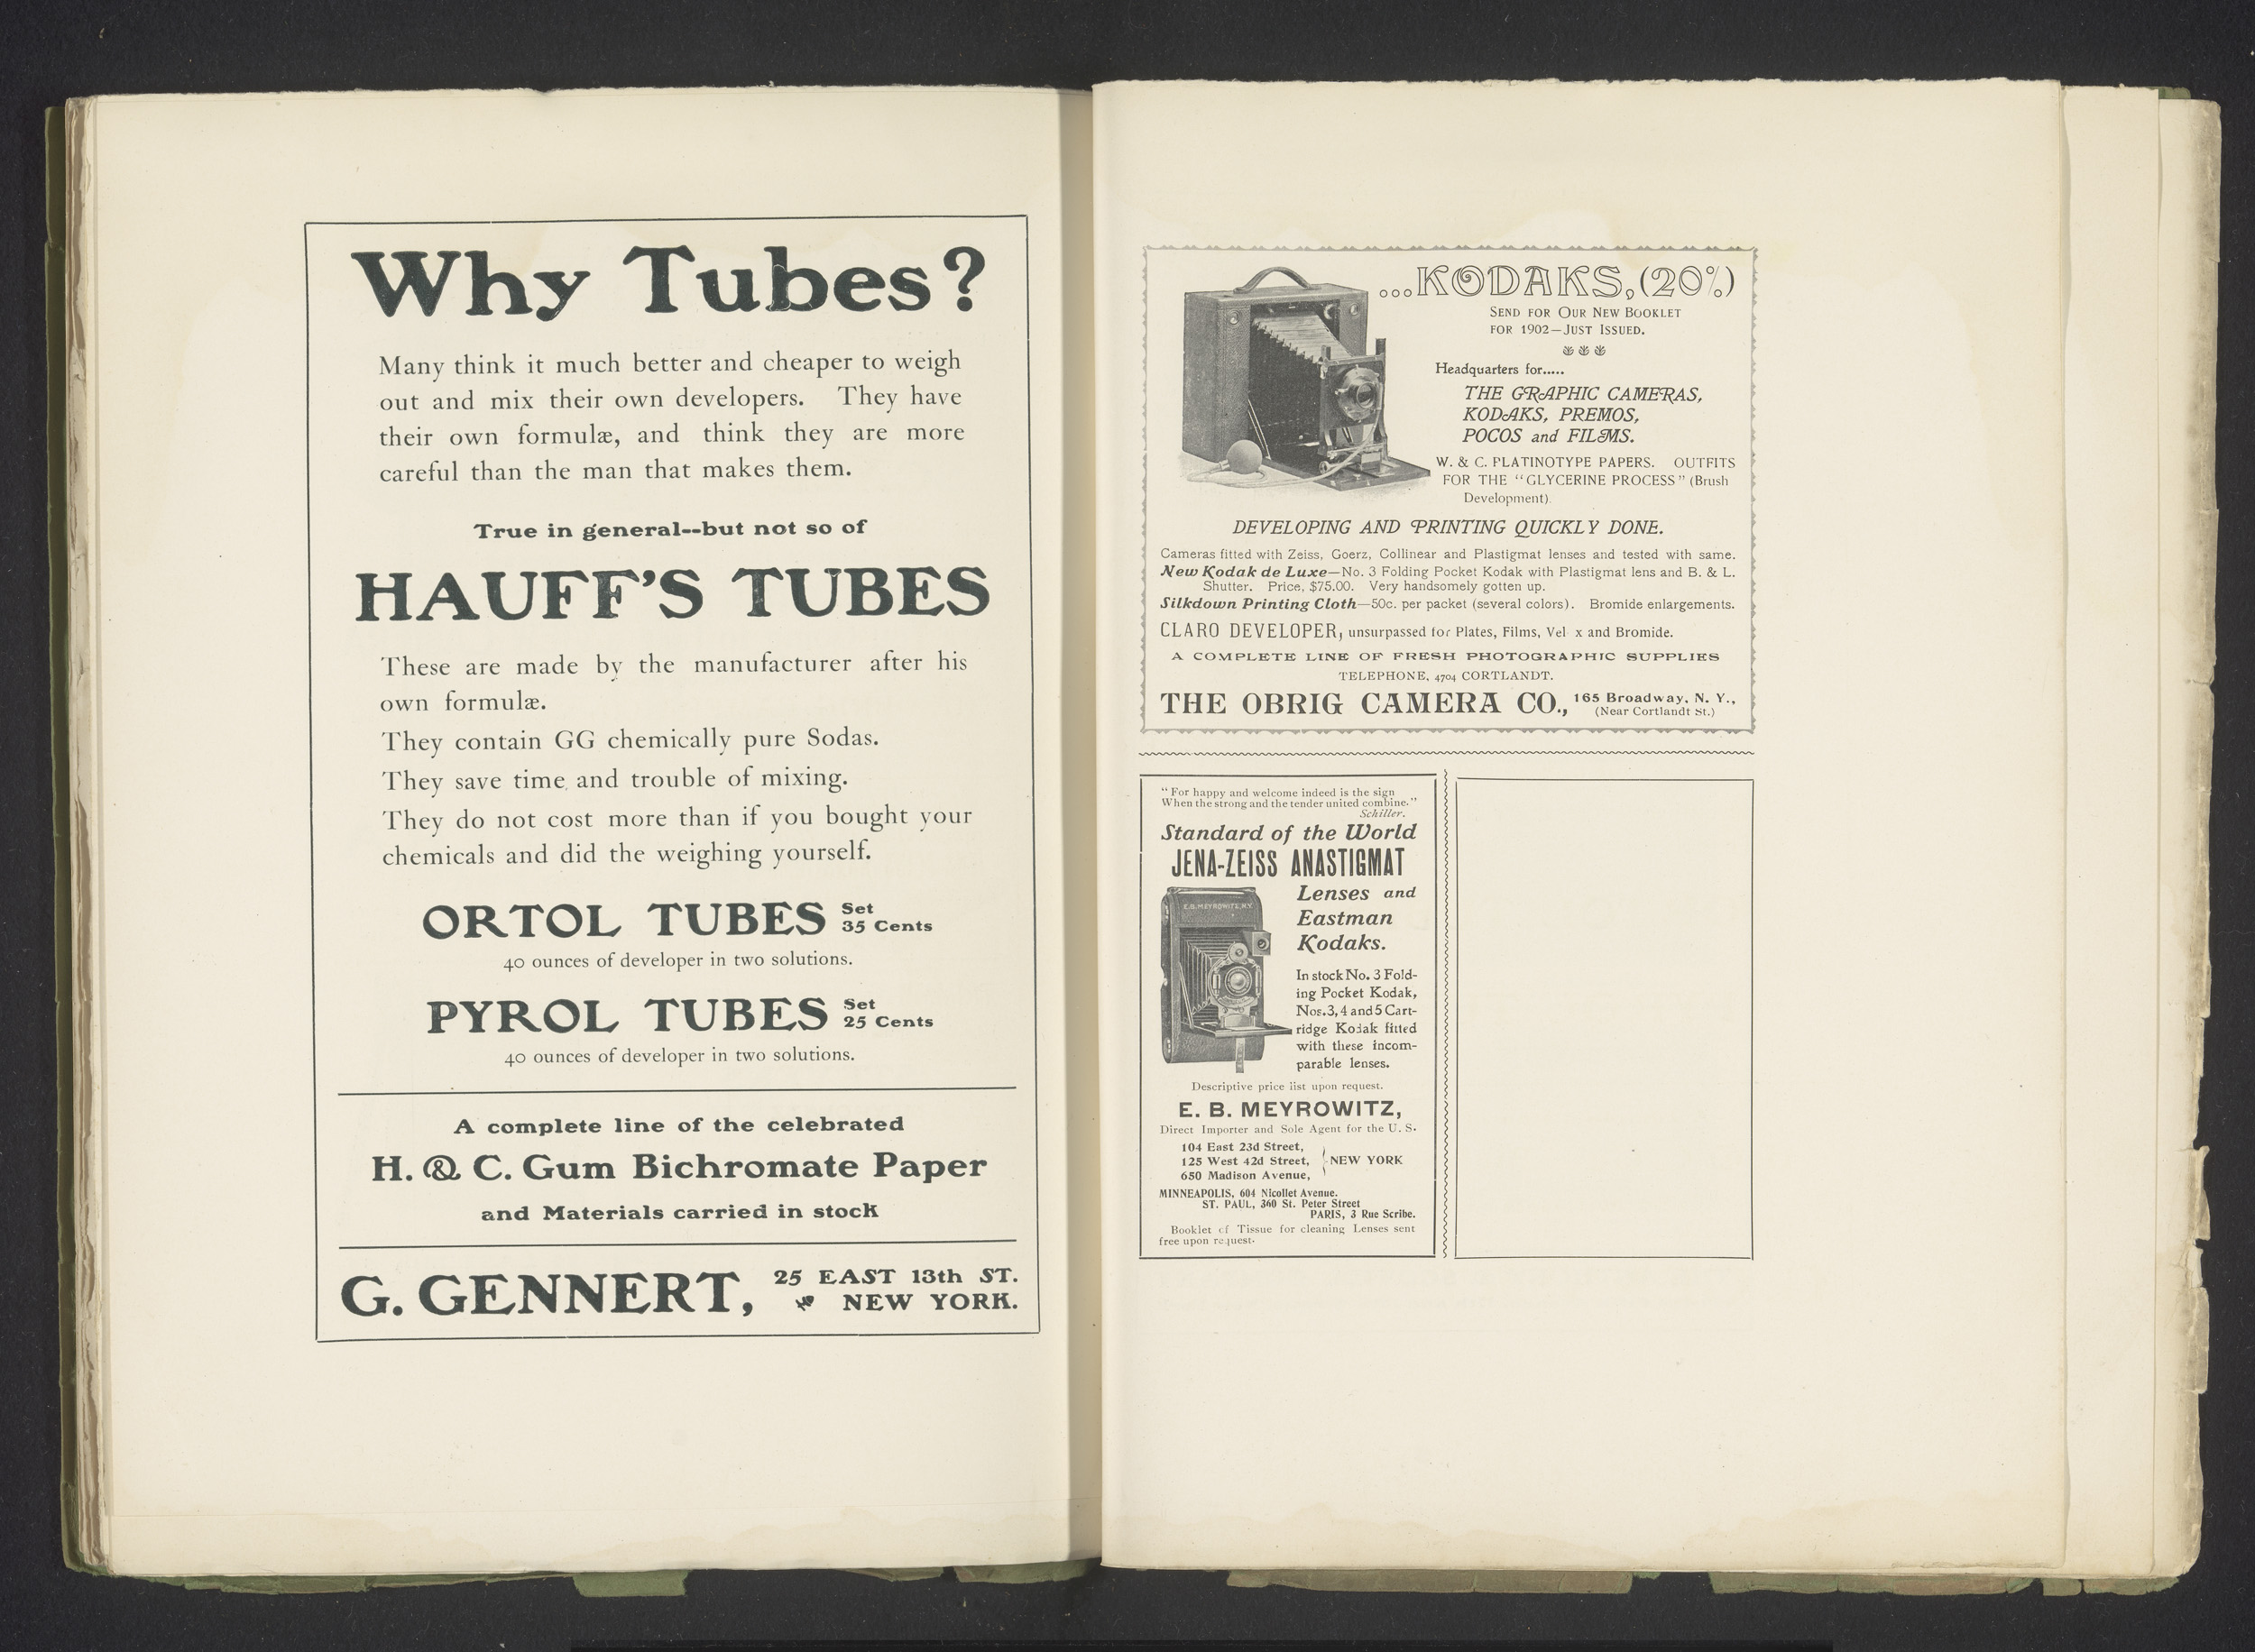 Why Tubes?
Many think it much better and cheaper to weigh
out and mix their own developers. They have
their own formulæ, and think they are more
careful than the man that makes them.
True in general--but not so of
HAUFF'S TUBES
These are made by the manufacturer after his
own formulæ.
They contain GG chemically pure Sodas.
They save time and trouble of mixing.
They do not cost more than if you bought your
chemicals and did the weighing yourself.
ORTOL TUBES Set
35 Cents
40 ounces of developer in two solutions.
PYROL TUBES Set
25 Cents
40 ounces of developer in two solutions.
A complete line of the celebrated
H. & C. Gum Bichromate Paper
and Materials carried in stock
G. GENNERT, 25 EAST 13th ST.
NEW YORK.
...KODAKS, (20%)
SEND FOR OUR NEW BOOKLET
FOR 1902—JUST ISSUED.
Headquarters for.....
THE GRAPHIC CAMERAS,
KODAKS, PREMOS,
POCOS and FILMS.
W. & C. PLATINOTYPE PAPERS. OUTFITS
FOR THE "GLYCERINE PROCESS" (Brush
Development).
DEVELOPING AND PRINTING QUICKLY DONE.
Cameras fitted with Zeiss, Goerz, Collinear and Plastigmat lenses and tested with same.
New Kodak de Luxe—No. 3 Folding Pocket Kodak with Plastigmat lens and B. & L.
Shutter. Price, $75.00. Very handsomely gotten up.
Silkdown Printing Cloth—50c. per packet (several colors). Bromide enlargements.
CLARO DEVELOPER, unsurpassed for Plates, Films, Vel x and Bromide.
A COMPLETE LINE OF FRESH PHOTOGRAPHIC SUPPLIES
TELEPHONE, 4704 CORTLANDT.
THE OBRIG CAMERA CO., 165 Broadway, N. Y.,
(Near Cortlandt St.)
"For happy and welcome indeed is the sign
When the strong and the tender united combine."
Schiller.
Standard of the World
JENA-ZEISS ANASTIGMAT
E.B. MEYROWITZ, N.Y.
Lenses and
Eastman
Kodaks.
In stock No. 3 Fold-
ing Pocket Kodak,
Nos. 3, 4 and 5 Cart-
ridge Kodak fitted
with these incom-
parable lenses.
Descriptive price list upon request.
E. B. MEYROWITZ,
Direct Importer and Sole Agent for the U. S.
104 East 23d Street,
125 West 42d Street, NEW YORK
650 Madison Avenue,
MINNEAPOLIS, 604 Nicollet Avenue.
ST. PAUL, 360 St. Peter Street
PARIS, 3 Rue Scribe.
Booklet of Tissue for cleaning Lenses sent
free upon request.